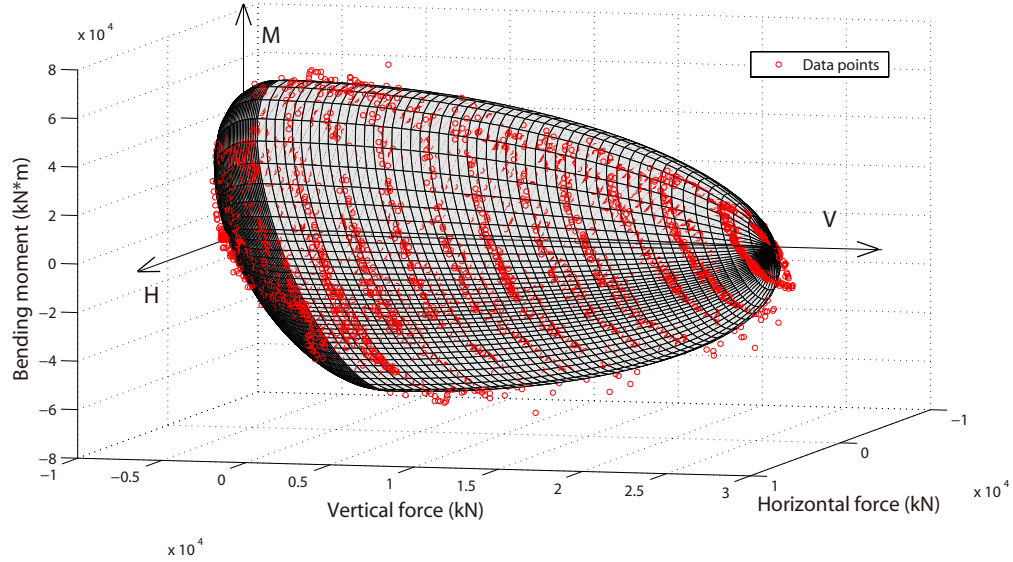 x 10^4
M
Data points
8
6
4
2
0
−2
−4
−6
−8
Bending moment (kN*m)
V
H
−1
−0.5
0
0.5
1
1.5
2
2.5
3
Vertical force (kN)
x 10^4
1
0
−1
Horizontal force (kN)
x 10^4